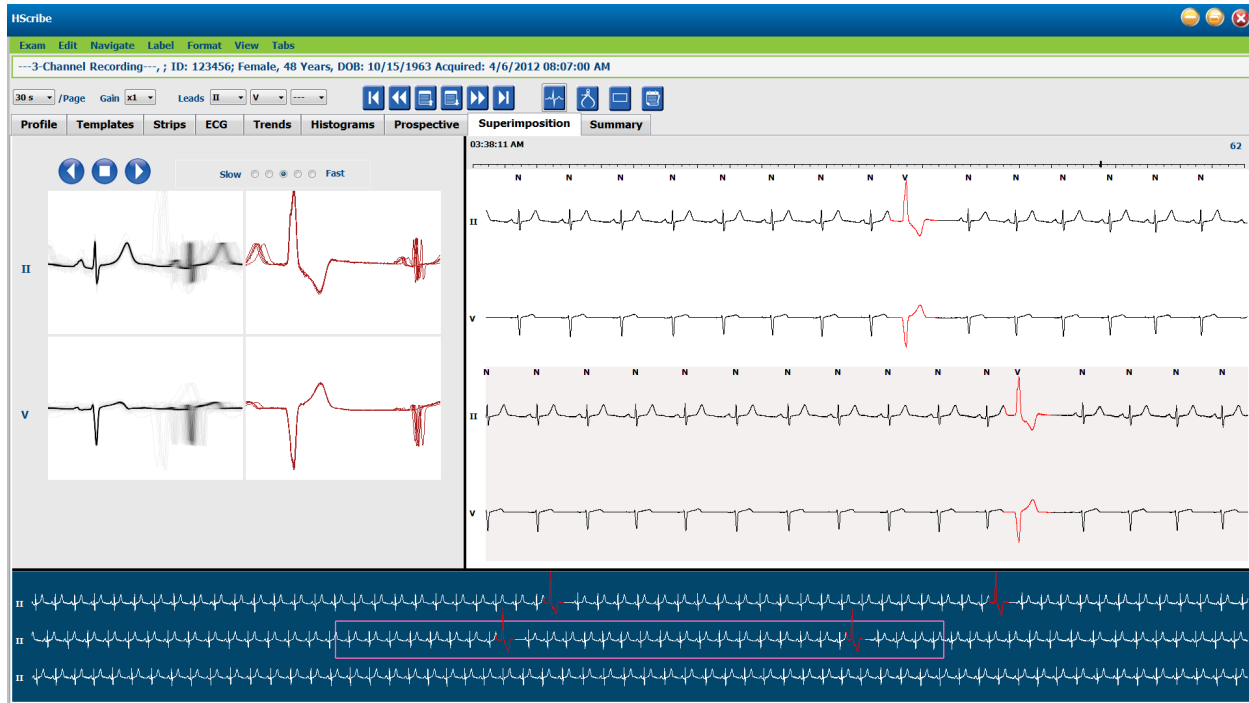 HScribe
Exam Edit Navigate Label Format View Tabs
---3-Channel Recording---, ; ID: 123456; Female, 48 Years, DOB: 10/15/1963 Acquired: 4/6/2012 08:07:00 AM
30 s /Page Gain x1 Leads II V ---
Profile Templates Strips ECG Trends Histograms Prospective Superimposition Summary
03:38:11 AM 62
Slow Fast
N N N N N N N N V N N N N N N
II
II
V
N N N N N N N N N N N V N N N N
II
V
V
II
II
II